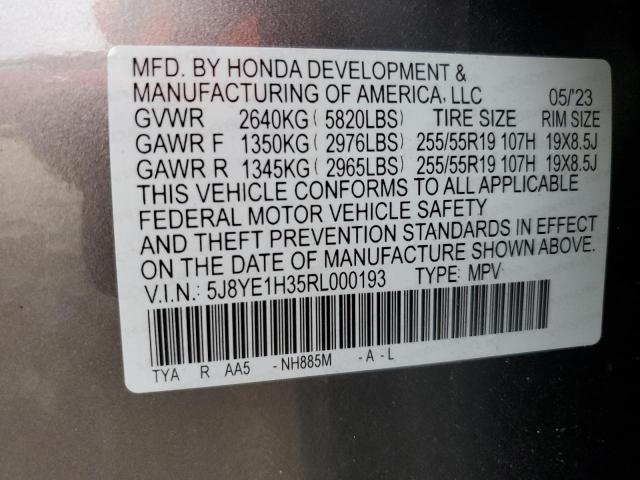 MFD. BY HONDA DEVELOPMENT &
MANUFACTURING OF AMERICA, LLC 05/'23
GVWR 2640KG ( 5820LBS) TIRE SIZE RIM SIZE
GAWR F 1350KG ( 2976LBS) 255/55R19 107H 19X8.5J
GAWR R 1345KG ( 2965LBS) 255/55R19 107H 19X8.5J
THIS VEHICLE CONFORMS TO ALL APPLICABLE
FEDERAL MOTOR VEHICLE SAFETY
AND THEFT PREVENTION STANDARDS IN EFFECT
ON THE DATE OF MANUFACTURE SHOWN ABOVE.
V.I.N.: 5J8YE1H35RL000193 TYPE: MPV
TYA R AA5 -NH885M -A-L